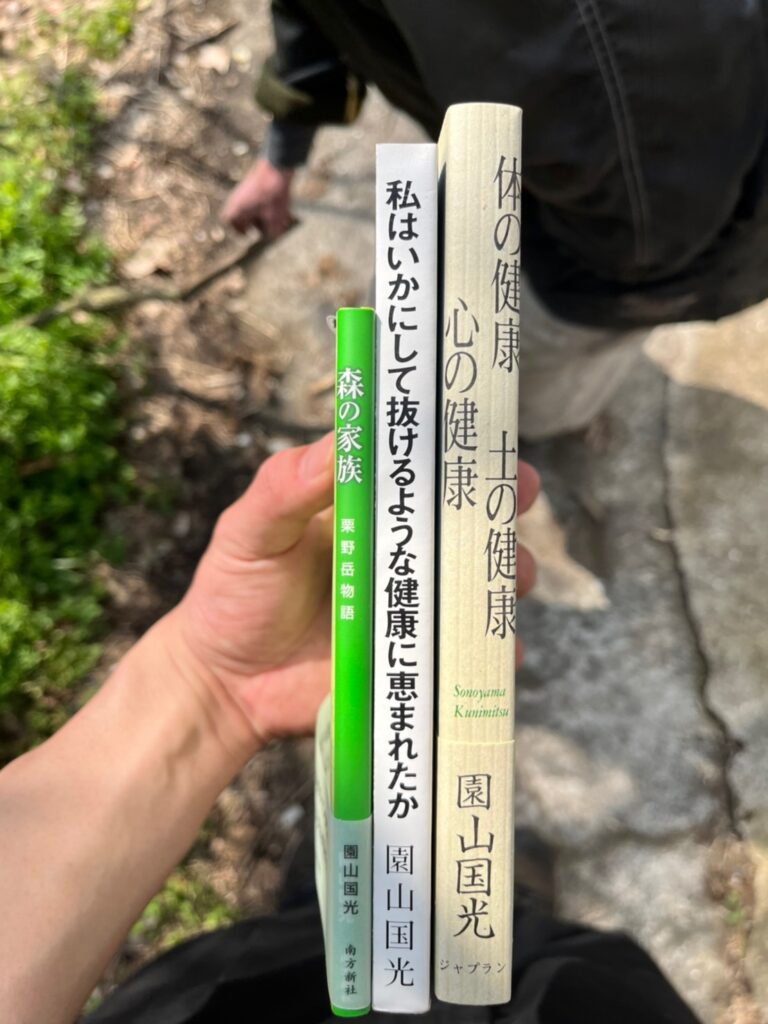 森の家族
栗野岳物語
園山国光
南方新社
私はいかにして抜けるような健康に恵まれたか
園山国光
体の健康 土の健康
心の健康
Sonoyama
Kunimitsu
園山国光
ジャプラン